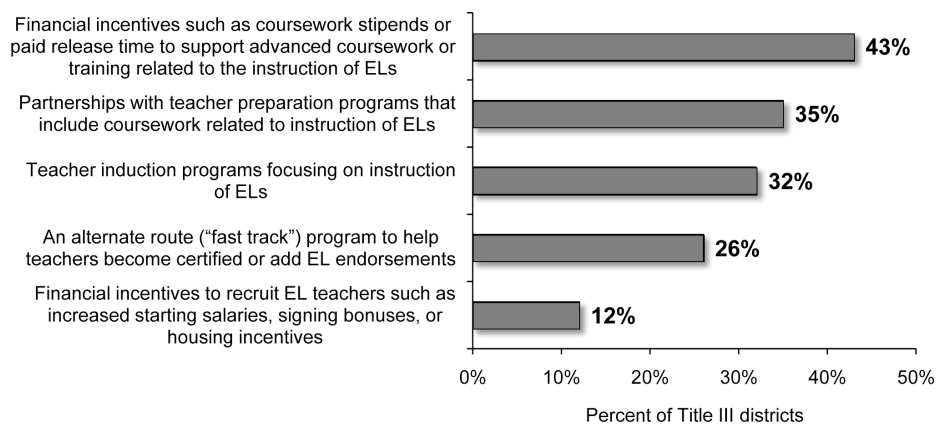 Financial incentives such as coursework stipends or
paid release time to support advanced coursework or
training related to the instruction of ELs
43%
Partnerships with teacher preparation programs that
include coursework related to instruction of ELs
35%
Teacher induction programs focusing on instruction
of ELs
32%
An alternate route (“fast track”) program to help
teachers become certified or add EL endorsements
26%
Financial incentives to recruit EL teachers such as
increased starting salaries, signing bonuses, or
housing incentives
12%
0% 10% 20% 30% 40% 50%
Percent of Title III districts